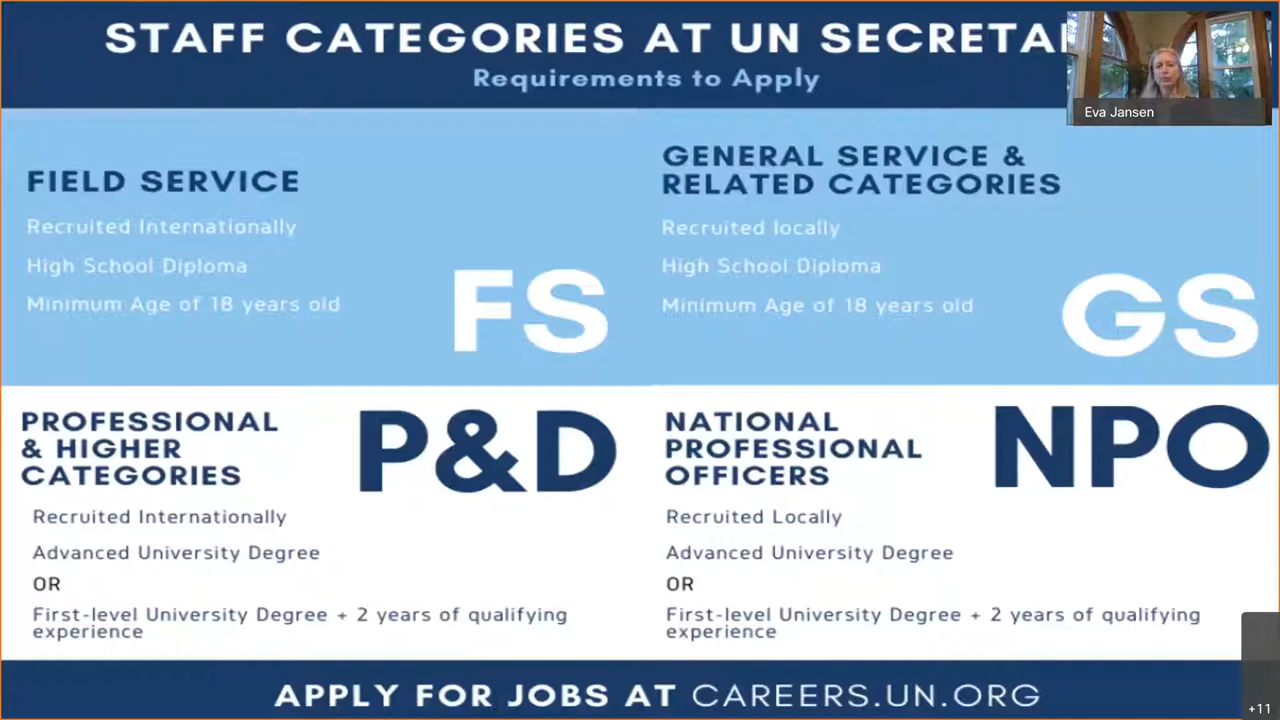 STAFF CATEGORIES AT UN
Requirements to Apply
Eva Jansen
FIELD SERVICE
Recruited Internationally
High School Diploma
Minimum Age of 18 years old
FS
GENERAL SERVICE &
RELATED CATEGORIES
Recruited locally
High School Diploma
Minimum Age of 18 years old
GS
PROFESSIONAL
& HIGHER
CATEGORIES
P&D
Recruited Internationally
Advanced University Degree
OR
First-level University Degree + 2 years of qualifying
experience
NATIONAL
PROFESSIONAL
OFFICERS
NPO
Recruited Locally
Advanced University Degree
OR
First-level University Degree + 2 years of qualifying
experience
APPLY FOR JOBS AT CAREERS.UN.ORG
+11